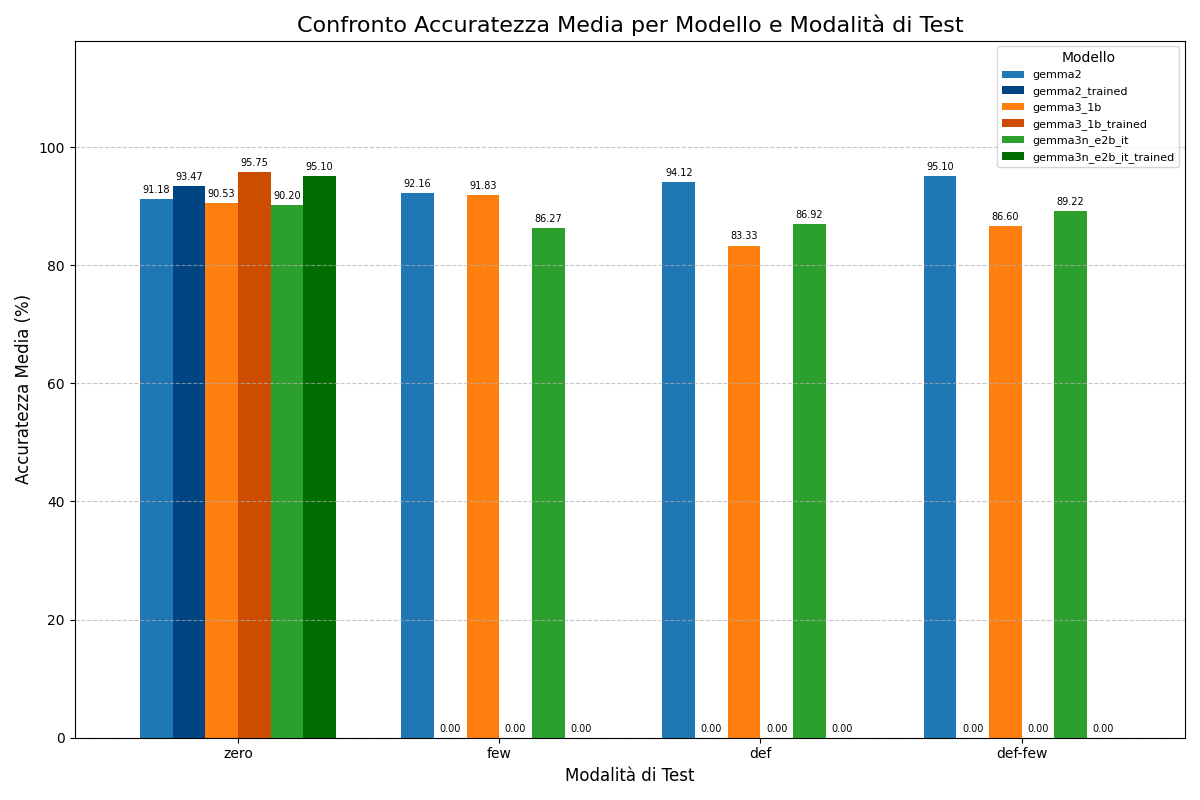 Confronto Accuratezza Media per Modello e Modalità di Test
Modello
gemma2
gemma2_trained
gemma3_1b
gemma3_1b_trained
gemma3n_e2b_it
gemma3n_e2b_it_trained
Accuratezza Media (%)
100
80
60
40
20
0
91.18 93.47 90.53 95.75 90.20 95.10
92.16 0.00 91.83 0.00 86.27 0.00
94.12 0.00 83.33 0.00 86.92 0.00
95.10 0.00 86.60 0.00 89.22 0.00
zero few def def-few
Modalità di Test